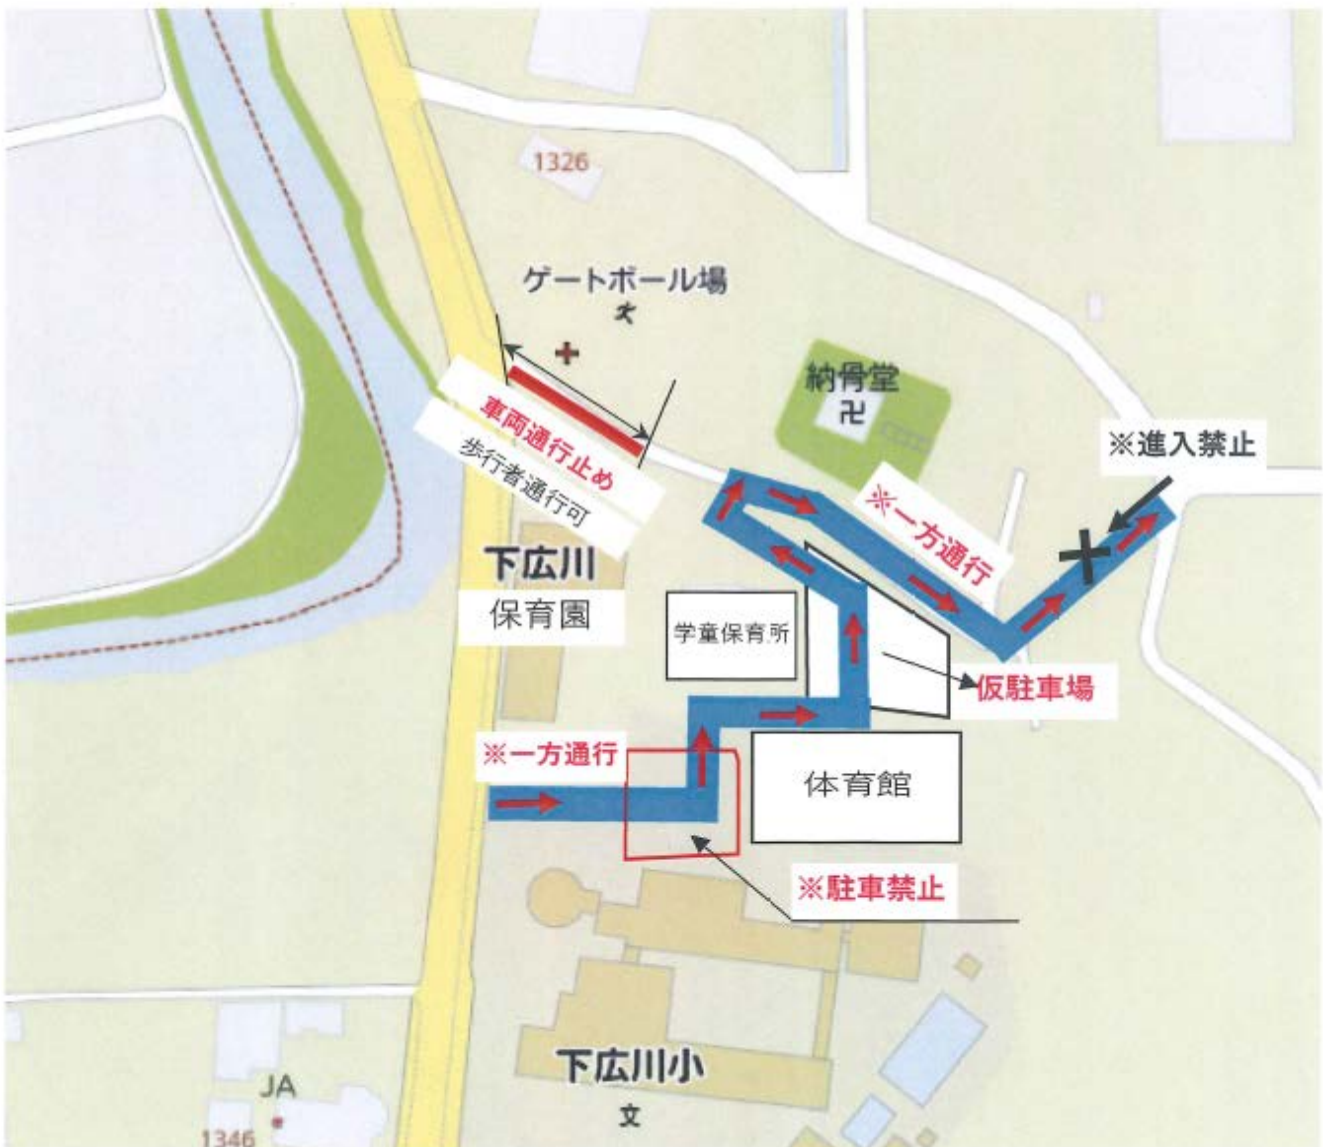 1326
ゲートボール場
納骨堂
※進入禁止
車両通行止め
歩行者通行可
※一方通行
下広川
保育園
学童保育所
仮駐車場
※一方通行
体育館
※駐車禁止
下広川小
文
JA
1346